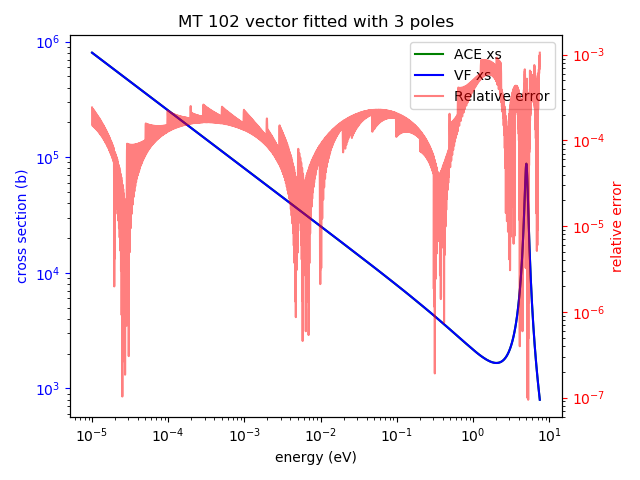 MT 102 vector fitted with 3 poles
ACE xs
VF xs
Relative error
cross section (b)
10^6
10^5
10^4
10^3
10^-3
10^-4
10^-5
10^-6
10^-7
relative error
10^-5 10^-4 10^-3 10^-2 10^-1 10^0 10^1
energy (eV)